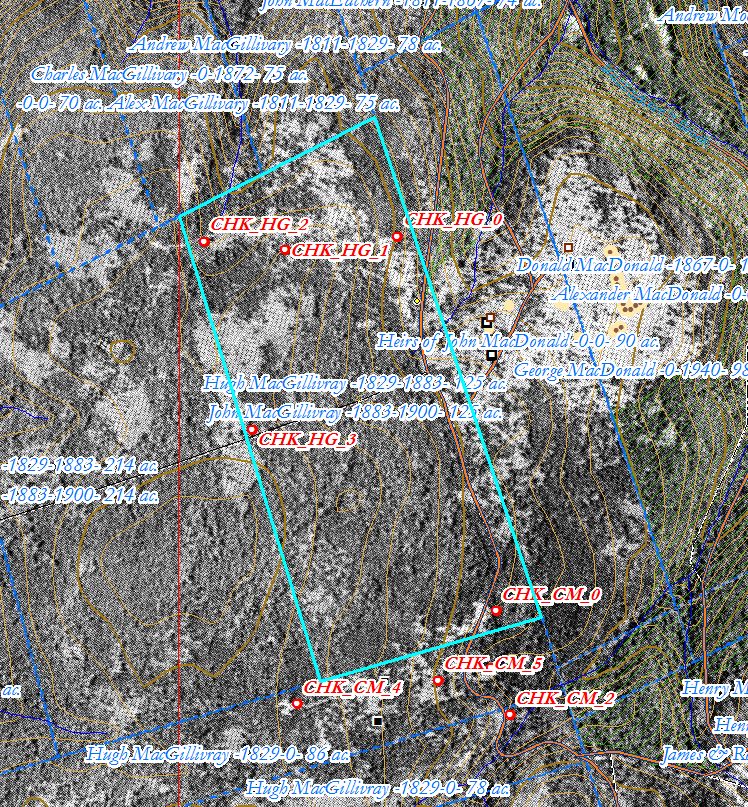 John MacEathern -1811-1867- 74 ac.
Andrew Mc
Andrew MacGillivary -1811-1829- 78 ac.
Charles MacGillivary -0-1872- 75 ac.
-0-0- 70 ac. Alex MacGillivary -1811-1829- 75 ac.
CHK_HG_2
CHK_HG_0
CHK_HG_1
Donald MacDonald -1867-0- 1
Alexander MacDonald -0-
Heirs of John MacDonald -0-0- 90 ac.
George MacDonald -0-1940- 98
Hugh MacGillivray -1829-1883- 125 ac.
John MacGillivray -1883-1900- 125 ac.
CHK_HG_3
-1829-1883- 214 ac.
-1883-1900- 214 ac.
CHK_CM_0
CHK_CM_5
CHK_CM_4
CHK_CM_2
ac.
Henry M
Hen
Hugh MacGillivray -1829-0- 86 ac.
James & Ra
Hugh MacGillivray -1829-0- 78 ac.